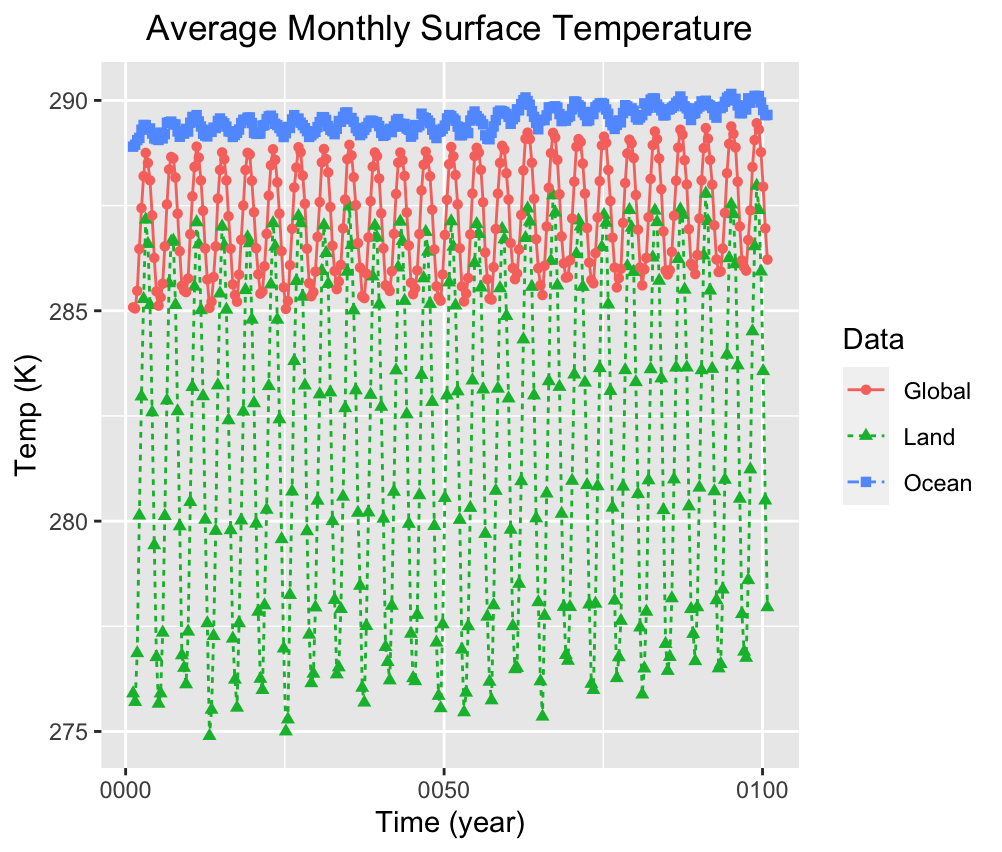 Average Monthly Surface Temperature
290
285
280
275
Temp (K)
0000
0050
0100
Time (year)
Data
Global
Land
Ocean